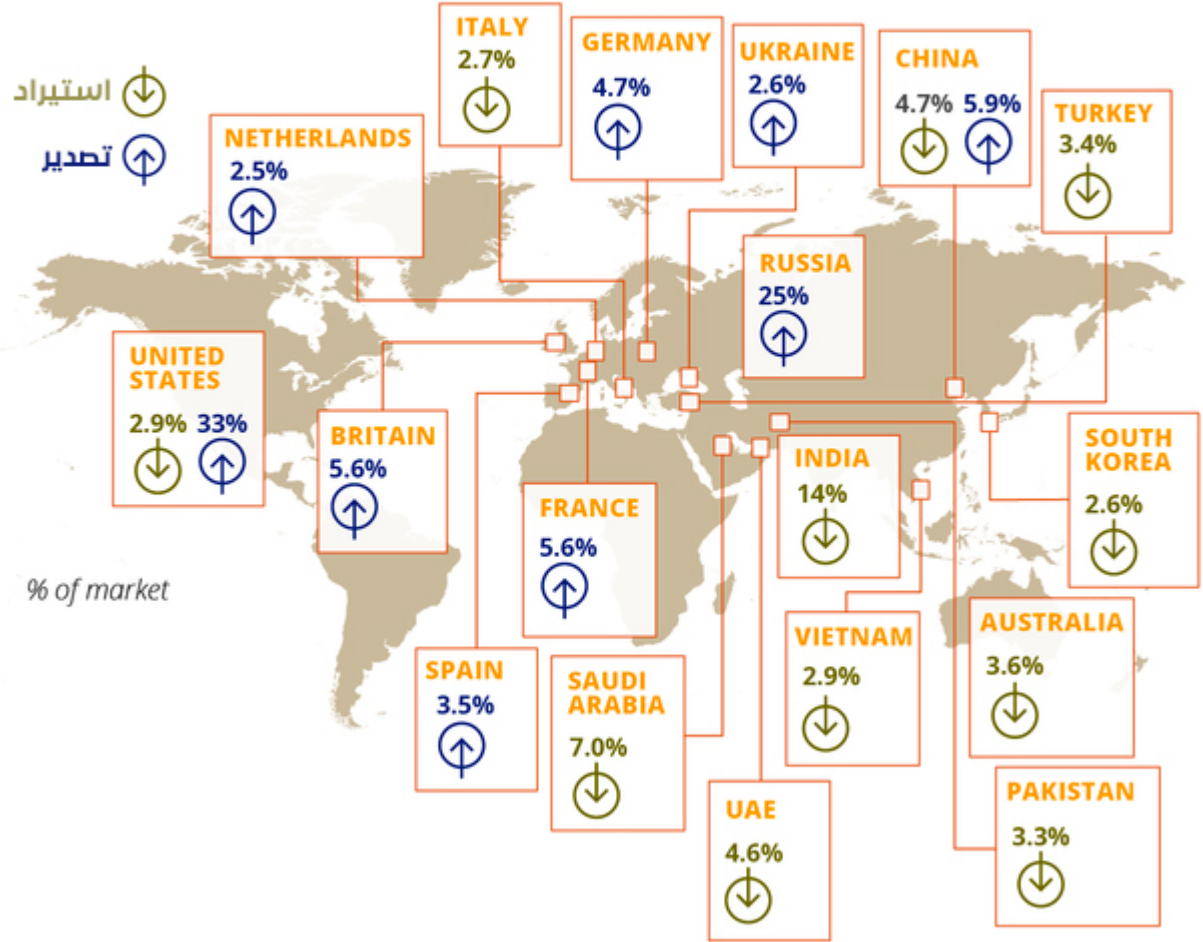 استيراد
تصدير
ITALY
2.7%
GERMANY
4.7%
UKRAINE
2.6%
CHINA
4.7% 5.9%
TURKEY
3.4%
NETHERLANDS
2.5%
RUSSIA
25%
UNITED
STATES
2.9% 33%
BRITAIN
5.6%
FRANCE
5.6%
INDIA
14%
SOUTH
KOREA
2.6%
% of market
SPAIN
3.5%
SAUDI
ARABIA
7.0%
VIETNAM
2.9%
AUSTRALIA
3.6%
UAE
4.6%
PAKISTAN
3.3%